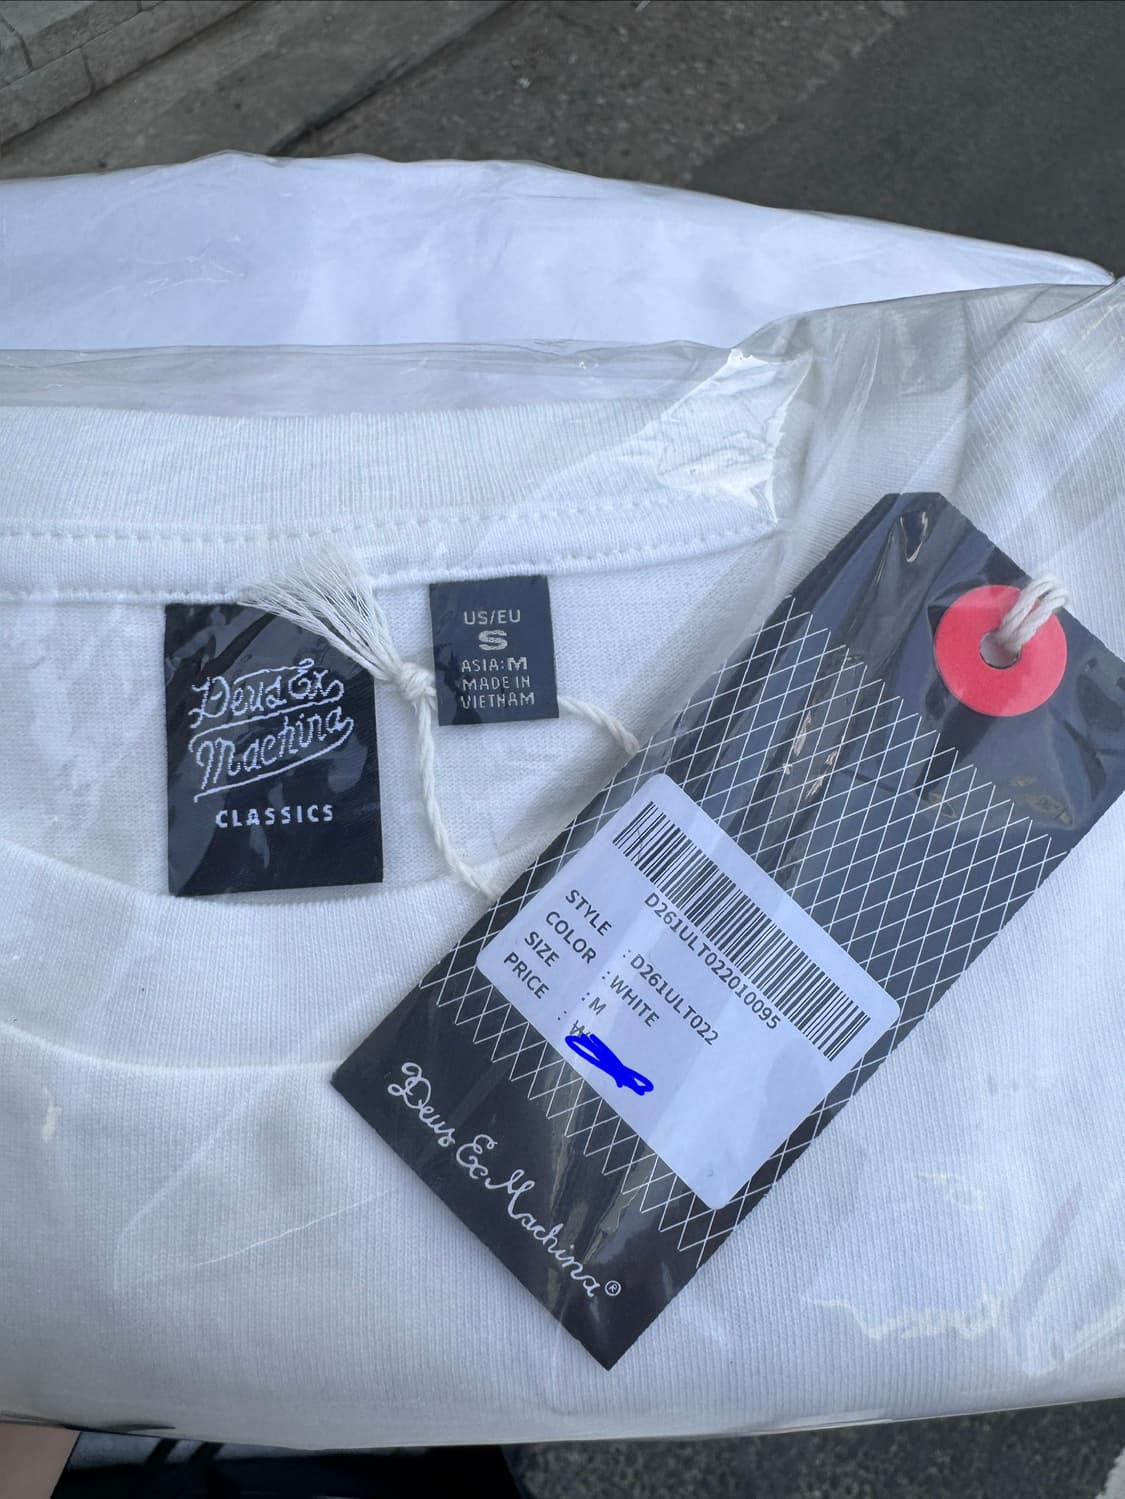 Deus Ex
Machina
CLASSICS
US/EU
S
ASIA:M
MADE IN
VIETNAM
D261ULT022010095
STYLE : D261ULT022
COLOR : WHITE
SIZE : M
PRICE :
Deus Ex Machina®